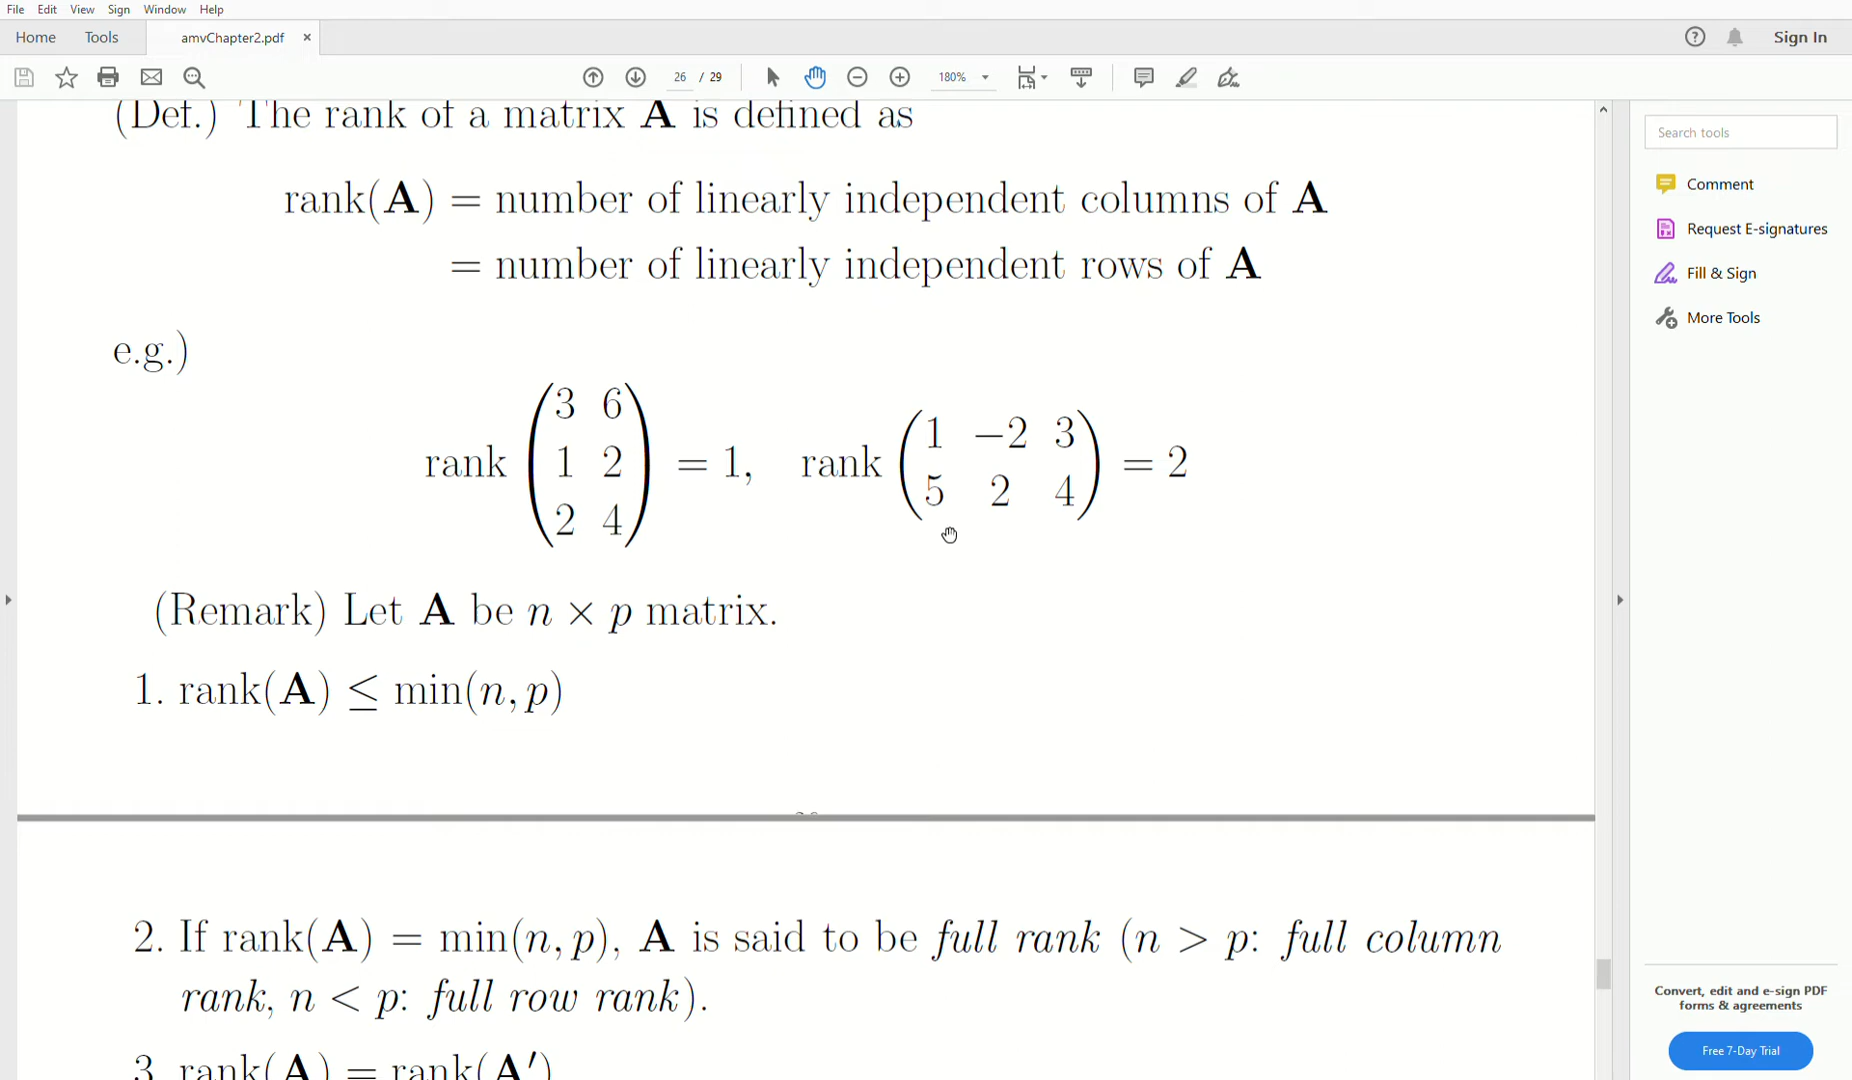 File Edit View Sign Window Help
Home Tools amvChapter2.pdf × Sign In
26 / 29 180%
(Def.) The rank of a matrix A is defined as
rank(A) = number of linearly independent columns of A
= number of linearly independent rows of A
e.g.)
3 6
1 2
2 4
rank = 1, rank = 2
1 −2 3
5 2 4
(Remark) Let A be n × p matrix.
1. rank(A) ≤ min(n, p)
2. If rank(A) = min(n, p), A is said to be full rank (n > p: full column
rank, n < p: full row rank).
3. rank(A) = rank(A′)
Search tools
Comment
Request E-signatures
Fill & Sign
More Tools
Convert, edit and e-sign PDF
forms & agreements
Free 7-Day Trial